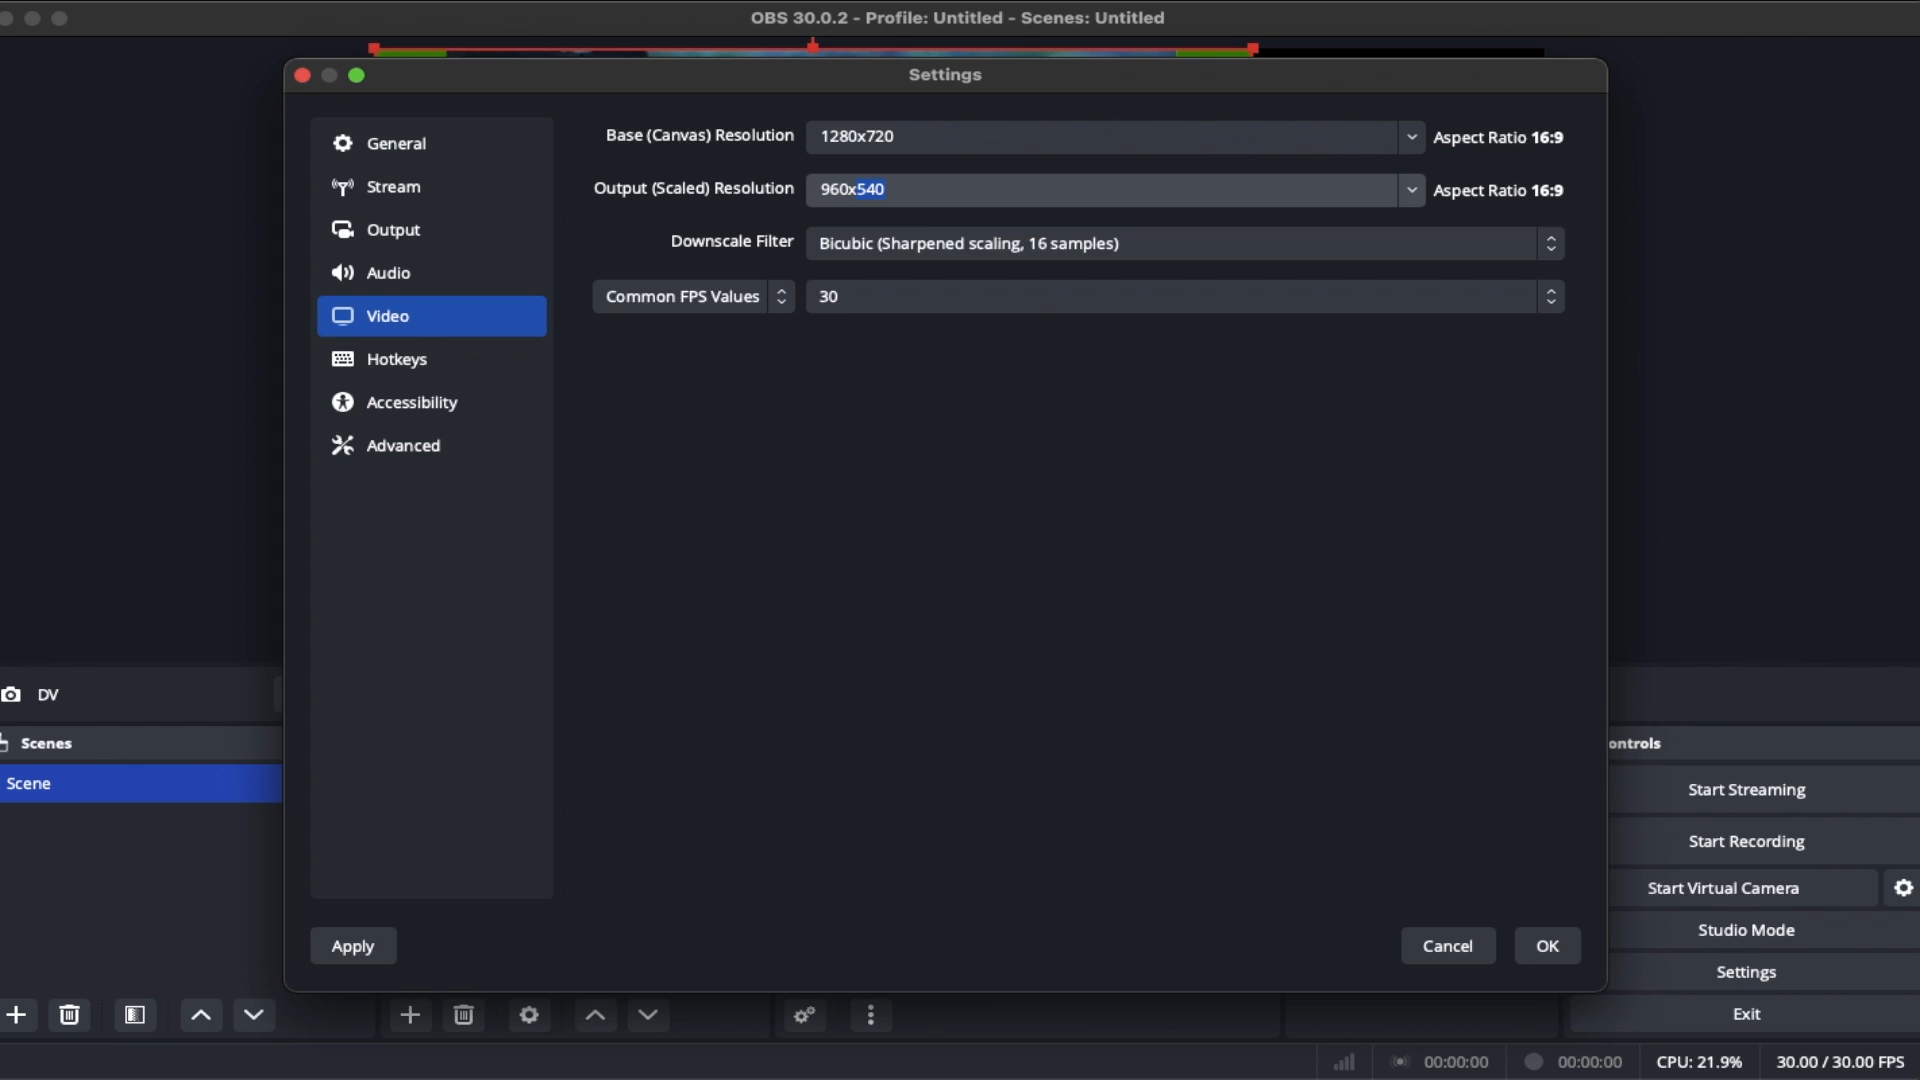 OBS 30.0.2 - Profile: Untitled - Scenes: Untitled
Settings
General
Stream
Output
Audio
Video
Hotkeys
Accessibility
Advanced
Base (Canvas) Resolution 1280x720 Aspect Ratio 16:9
Output (Scaled) Resolution 960x540 Aspect Ratio 16:9
Downscale Filter Bicubic (Sharpened scaling, 16 samples)
Common FPS Values 30
Apply
Cancel OK
DV
Scenes
Scene
ontrols
Start Streaming
Start Recording
Start Virtual Camera
Studio Mode
Settings
Exit
00:00:00 00:00:00 CPU: 21.9% 30.00 / 30.00 FPS